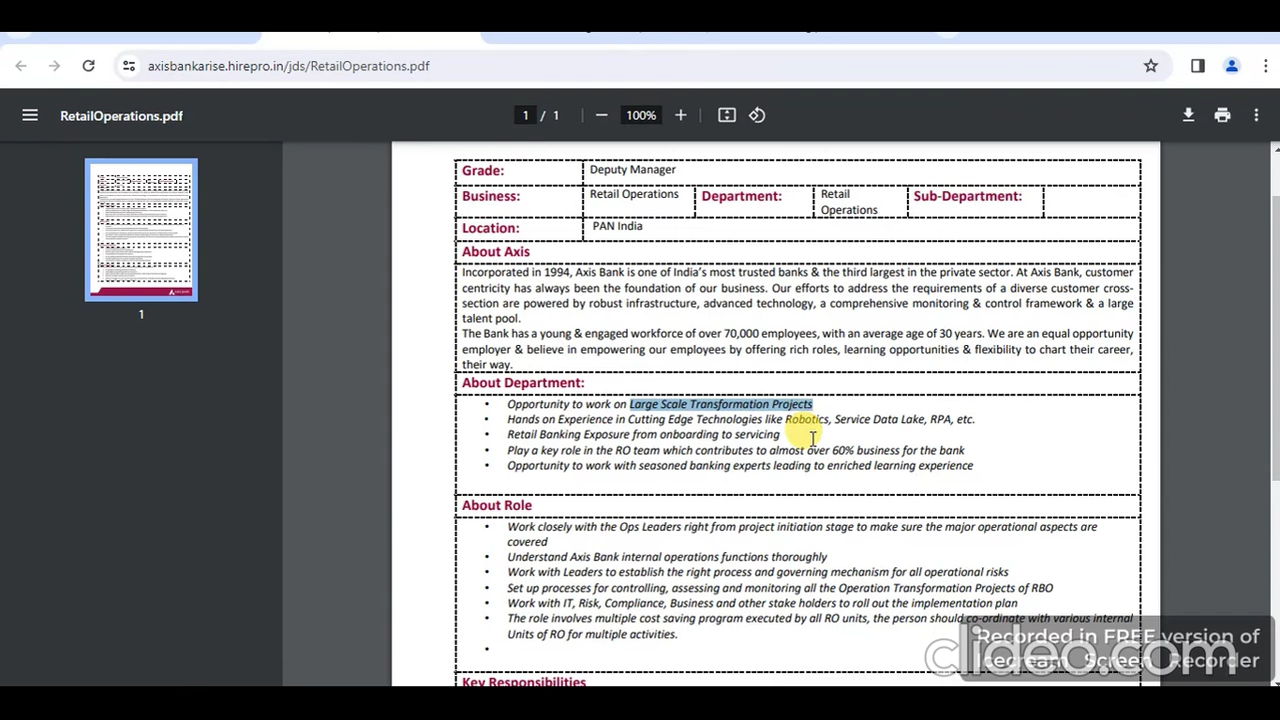 axisbankarise.hirepro.in/jds/RetailOperations.pdf
RetailOperations.pdf
1 / 1
100%
1
Grade: Deputy Manager
Business: Retail Operations Department: Retail Operations Sub-Department:
Location: PAN India
About Axis
Incorporated in 1994, Axis Bank is one of India's most trusted banks & the third largest in the private sector. At Axis Bank, customer
centricity has always been the foundation of our business. Our efforts to address the requirements of a diverse customer cross-
section are powered by robust infrastructure, advanced technology, a comprehensive monitoring & control framework & a large
talent pool.
The Bank has a young & engaged workforce of over 70,000 employees, with an average age of 30 years. We are an equal opportunity
employer & believe in empowering our employees by offering rich roles, learning opportunities & flexibility to chart their career,
their way.
About Department:
• Opportunity to work on Large Scale Transformation Projects
• Hands on Experience in Cutting Edge Technologies like Robotics, Service Data Lake, RPA, etc.
• Retail Banking Exposure from onboarding to servicing
• Play a key role in the RO team which contributes to almost over 60% business for the bank
• Opportunity to work with seasoned banking experts leading to enriched learning experience
About Role
• Work closely with the Ops Leaders right from project initiation stage to make sure the major operational aspects are
covered
• Understand Axis Bank internal operations functions thoroughly
• Work with Leaders to establish the right process and governing mechanism for all operational risks
• Set up processes for controlling, assessing and monitoring all the Operation Transformation Projects of RBO
• Work with IT, Risk, Compliance, Business and other stake holders to roll out the implementation plan
• The role involves multiple cost saving program executed by all RO units, the person should co-ordinate with various internal
Units of RO for multiple activities.
•
Key Responsibilities
Recorded in FREE version of
Icecream Screen Recorder
clideo.com